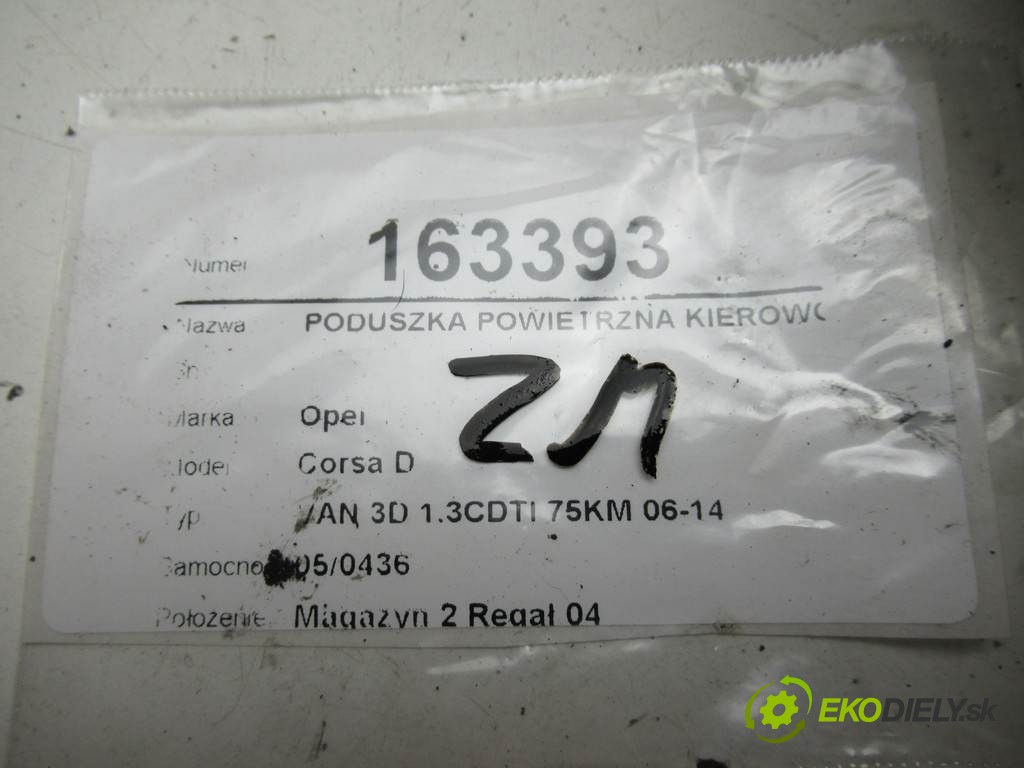 Numer 163393
Nazwa PODUSZKA POWIETRZNA KIEROWC
Sn
Marka Opel
Model Corsa D
Typ VAN 3D 1.3CDTI 75KM 06-14
Samochód 05/0436
Położenie Magazyn 2 Regał 04
EKODIELY.sk